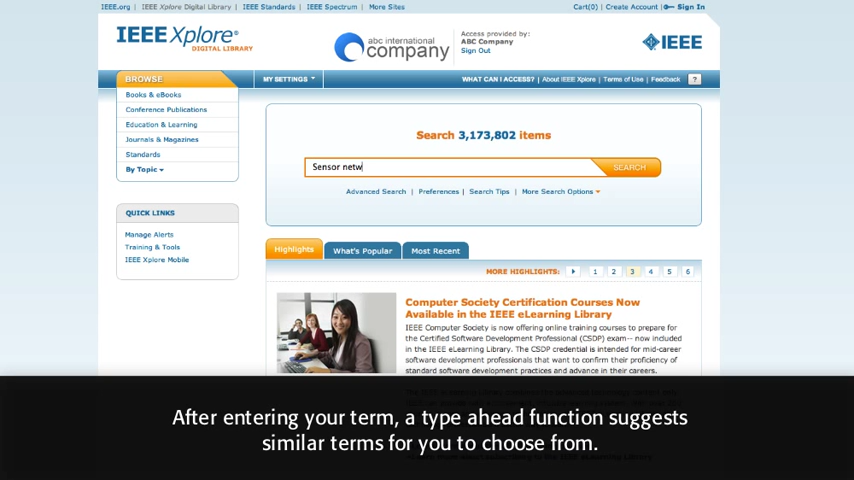 IEEE.org | IEEE Xplore Digital Library | IEEE Standards | IEEE Spectrum | More Sites
Cart(0) | Create Account | Sign In
IEEE Xplore®
DIGITAL LIBRARY
abc international
company
Access provided by:
ABC Company
Sign Out
IEEE
BROWSE
MY SETTINGS
WHAT CAN I ACCESS? | About IEEE Xplore | Terms of Use | Feedback ?
Books & eBooks
Conference Publications
Education & Learning
Journals & Magazines
Standards
By Topic
QUICK LINKS
Manage Alerts
Training & Tools
IEEE Xplore Mobile
Search 3,173,802 items
Sensor netw
SEARCH
Advanced Search | Preferences | Search Tips | More Search Options
Highlights What's Popular Most Recent
MORE HIGHLIGHTS: 1 2 3 4 5 6
Computer Society Certification Courses Now
Available in the IEEE eLearning Library
IEEE Computer Society is now offering online training courses to prepare for
the Certified Software Development Professional (CSDP) exam-- now included
in the IEEE eLearning Library. The CSDP credential is intended for mid-career
software development professionals that want to confirm their proficiency of
standard software development practices and advance in their careers.
After entering your term, a type ahead function suggests
similar terms for you to choose from.